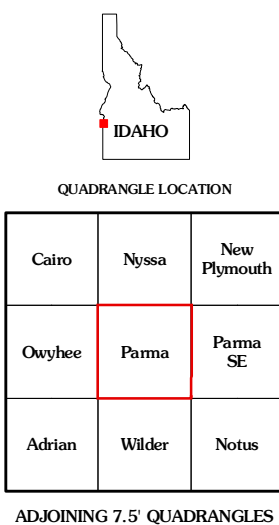 IDAHO
QUADRANGLE LOCATION
Cairo
Nyssa
New
Plymouth
Owyhee
Parma
Parma
SE
Adrian
Wilder
Notus
ADJOINING 7.5' QUADRANGLES